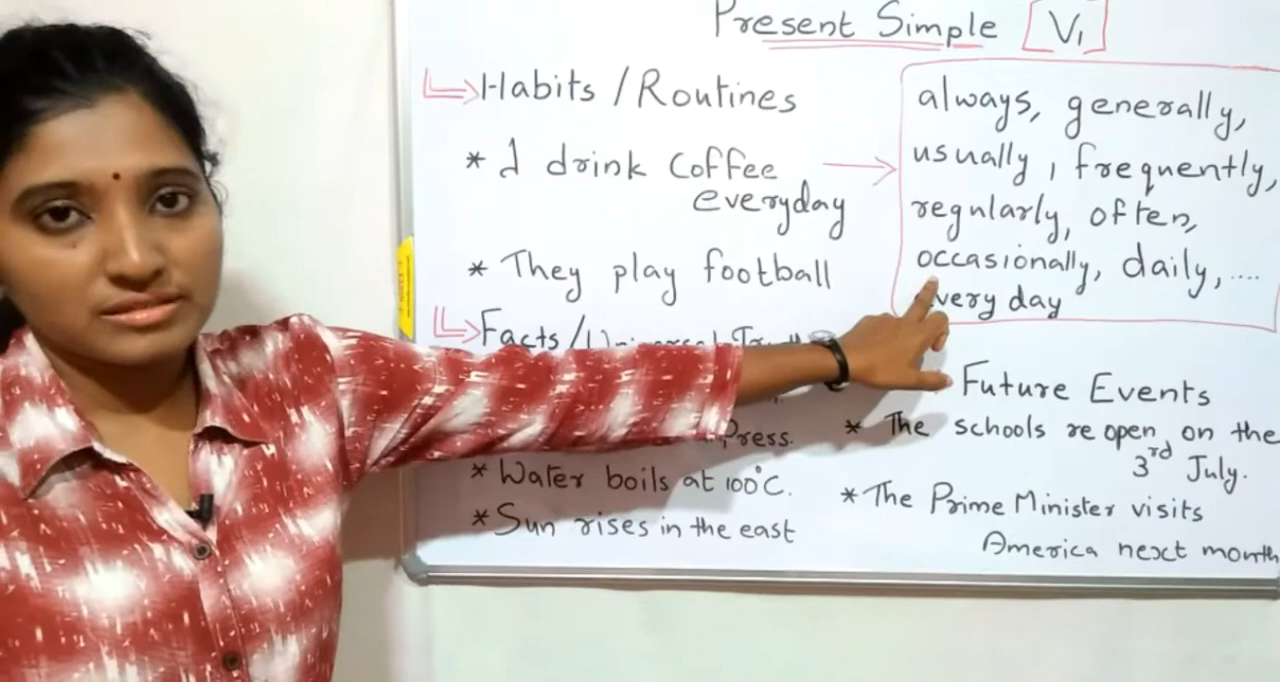 Present Simple V1
Habits / Routines
* I drink coffee
everyday
* They play football
always, generally,
usually, frequently,
regularly, often,
occasionally, daily, ....
every day
Facts /
Press.
* Water boils at 100°C.
* Sun rises in the east
Future Events
* The schools re open on the
3rd July.
* The Prime Minister visits
America next month